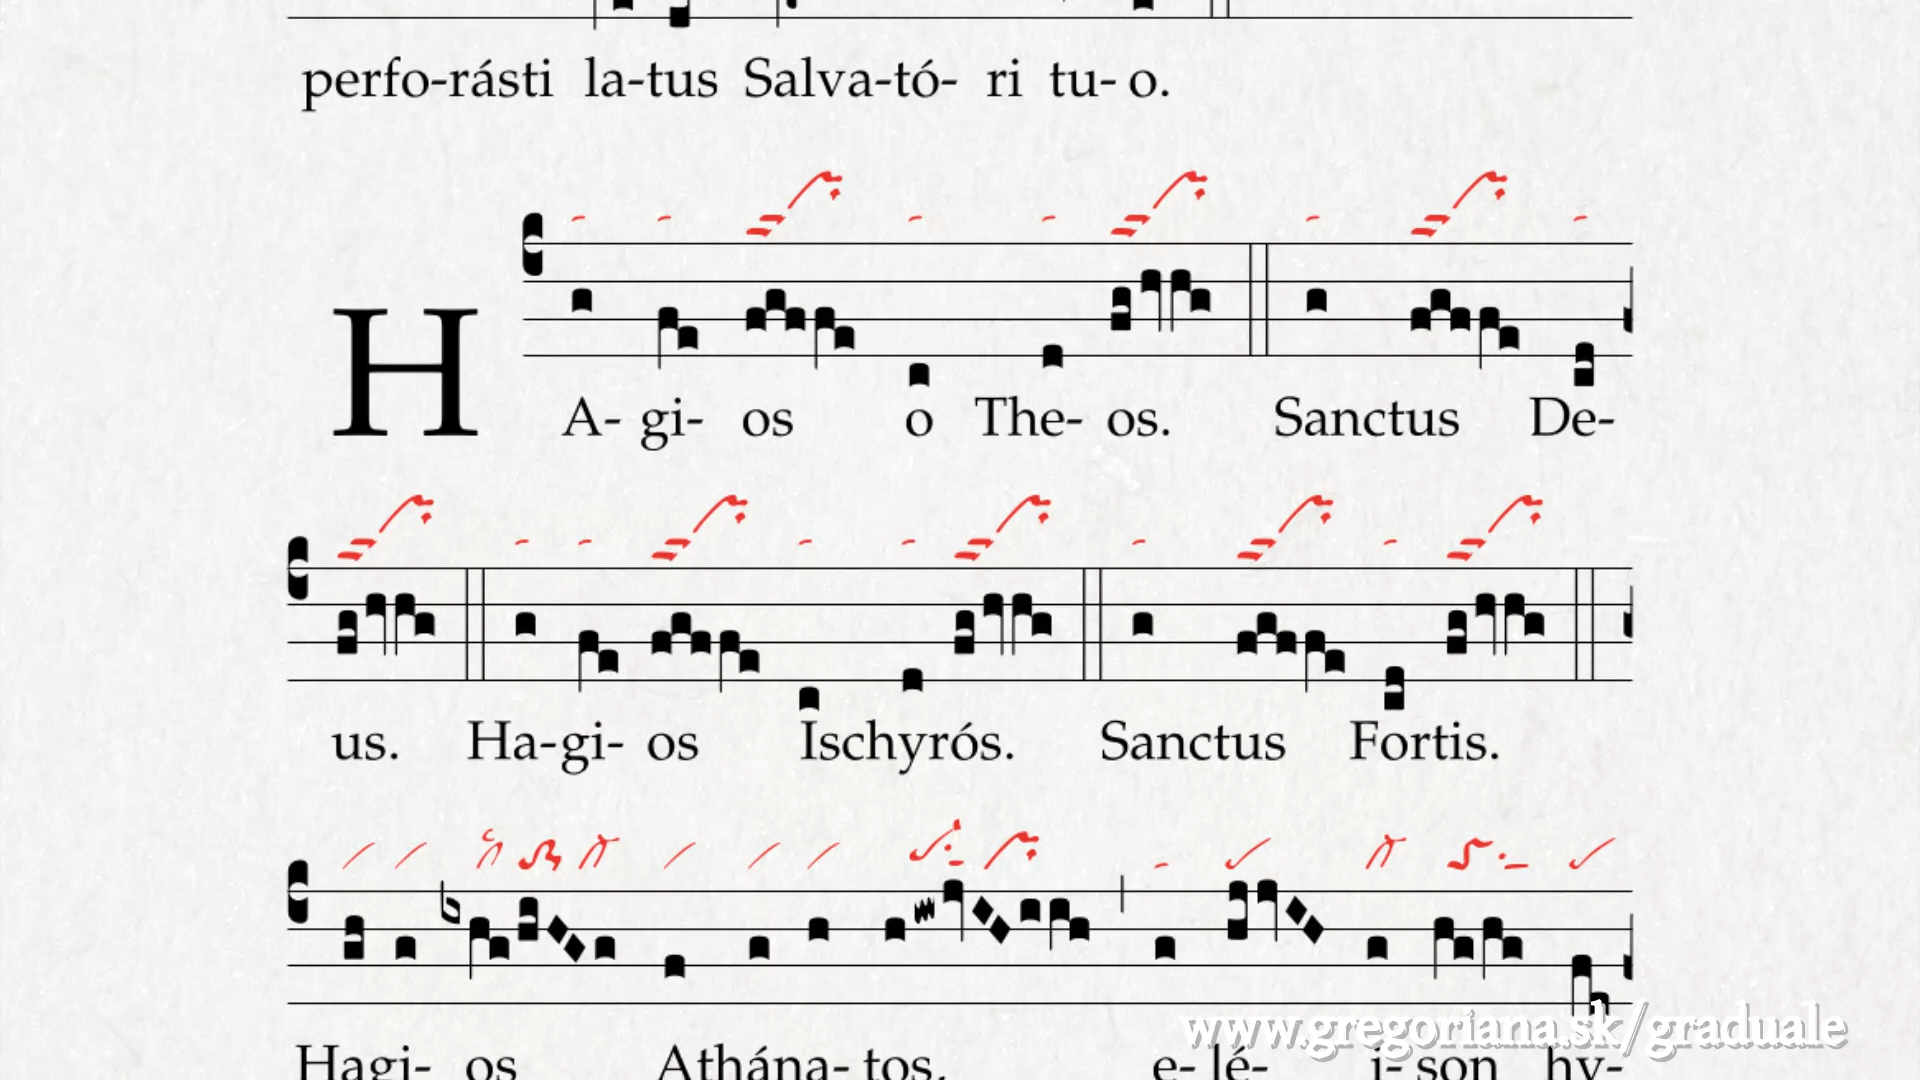 perfo-rásti la-tus Salva-tó- ri tu- o.
HA- gi- os o The- os. Sanctus De-
us. Ha-gi- os Ischyrós. Sanctus Fortis.
Hagi- os Athána- tos, e- lé- i- son hy-
www.gregoriana.sk/graduale